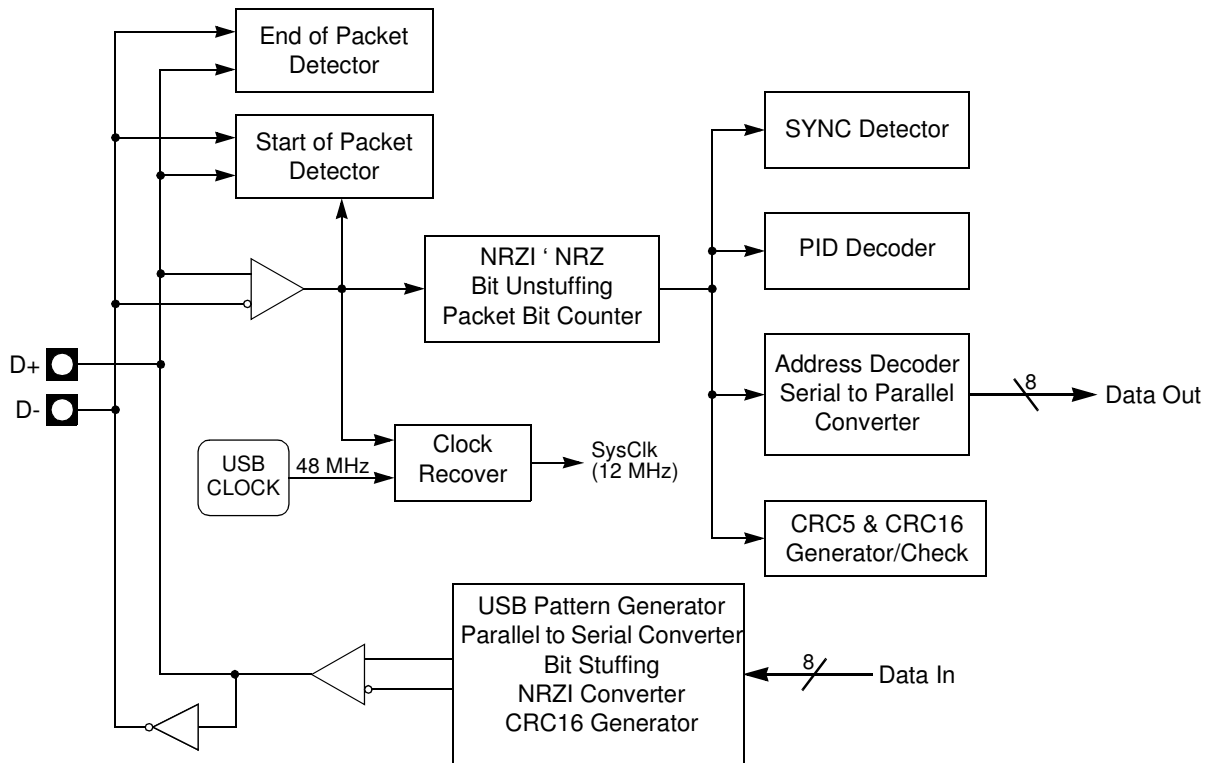 End of Packet
Detector
Start of Packet
Detector
SYNC Detector
NRZI ‘ NRZ
Bit Unstuffing
Packet Bit Counter
PID Decoder
D+
D-
Address Decoder
Serial to Parallel
Converter
8
Data Out
USB
CLOCK
48 MHz
Clock
Recover
SysClk
(12 MHz)
CRC5 & CRC16
Generator/Check
USB Pattern Generator
Parallel to Serial Converter
Bit Stuffing
NRZI Converter
CRC16 Generator
8
Data In